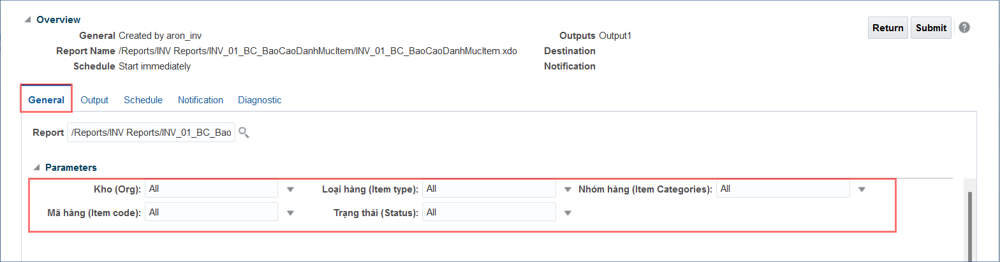 Overview
General Created by aron_inv Outputs Output1 Return Submit ?
Report Name /Reports/INV Reports/INV_01_BC_BaoCaoDanhMucItem/INV_01_BC_BaoCaoDanhMucItem.xdo Destination
Schedule Start immediately Notification
General Output Schedule Notification Diagnostic
Report /Reports/INV Reports/INV_01_BC_Bao
Parameters
Kho (Org): All Loại hàng (Item type): All Nhóm hàng (Item Categories): All
Mã hàng (Item code): All Trạng thái (Status): All